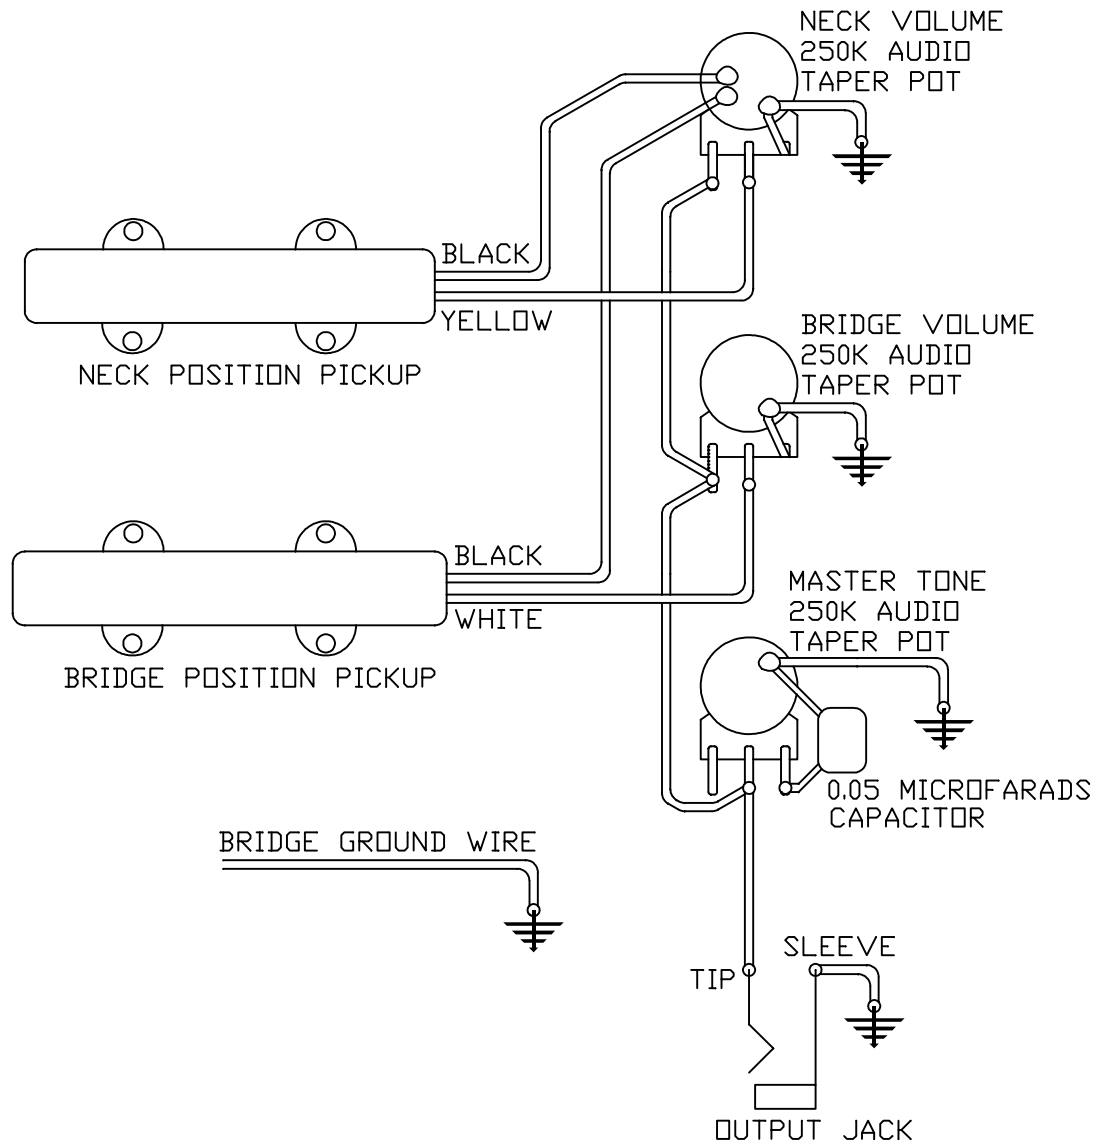 NECK VOLUME
250K AUDIO
TAPER POT
BLACK
YELLOW
NECK POSITION PICKUP
BRIDGE VOLUME
250K AUDIO
TAPER POT
BLACK
WHITE
BRIDGE POSITION PICKUP
MASTER TONE
250K AUDIO
TAPER POT
0.05 MICROFARADS
CAPACITOR
BRIDGE GROUND WIRE
SLEEVE
TIP
OUTPUT JACK